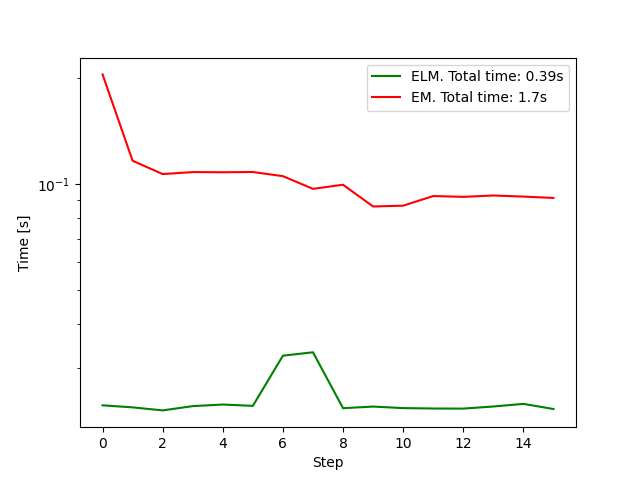 ELM. Total time: 0.39s
EM. Total time: 1.7s
10⁻¹
Time [s]
0 2 4 6 8 10 12 14
Step